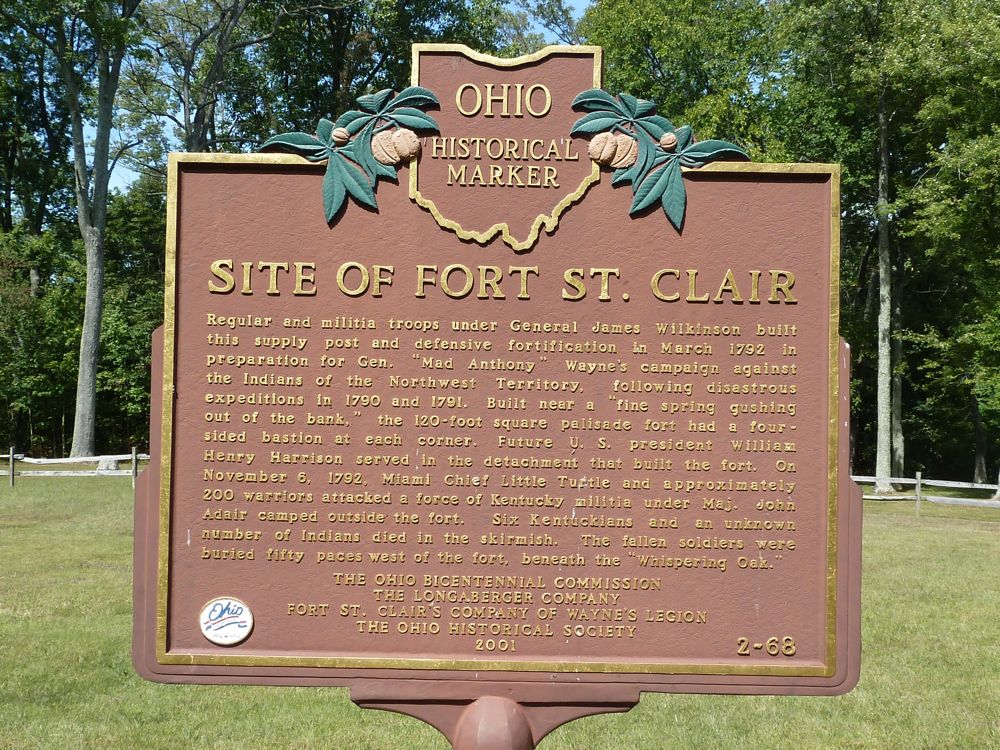 OHIO
HISTORICAL
MARKER
SITE OF FORT ST. CLAIR
Regular and militia troops under General James Wilkinson built
this supply post and defensive fortification in March 1792 in
preparation for Gen. "Mad Anthony" Wayne's campaign against
the Indians of the Northwest Territory, following disastrous
expeditions in 1790 and 1791. Built near a "fine spring gushing
out of the bank," the 120-foot square palisade fort had a four-
sided bastion at each corner. Future U. S. president William
Henry Harrison served in the detachment that built the fort. On
November 6, 1792, Miami Chief Little Turtle and approximately
200 warriors attacked a force of Kentucky militia under Maj. John
Adair camped outside the fort. Six Kentuckians and an unknown
number of Indians died in the skirmish. The fallen soldiers were
buried fifty paces west of the fort, beneath the "Whispering Oak."
THE OHIO BICENTENNIAL COMMISSION
THE LONGABERGER COMPANY
FORT ST. CLAIR'S COMPANY OF WAYNE'S LEGION
THE OHIO HISTORICAL SOCIETY
2001
2-68
Ohio